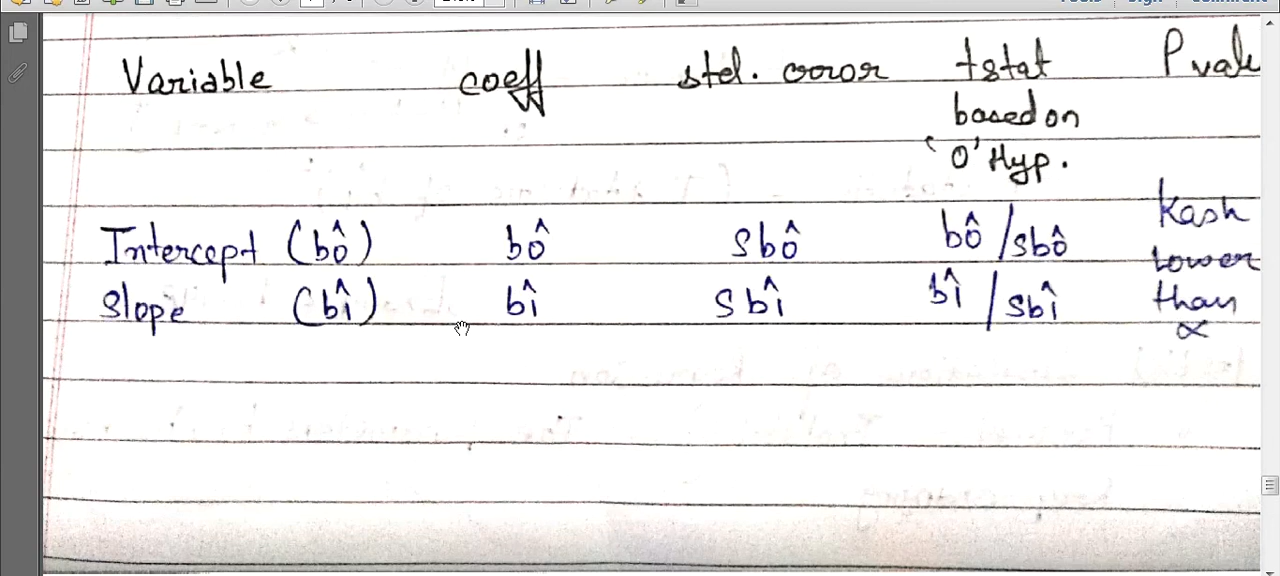 Variable coeff std. error tstat P valu
based on
'0' Hyp.
Kash
Intercept (b̂0) b̂0 sb̂0 b̂0/sb̂0 lower
Slope (b̂1) b̂1 sb̂1 b̂1/sb̂1 than
α